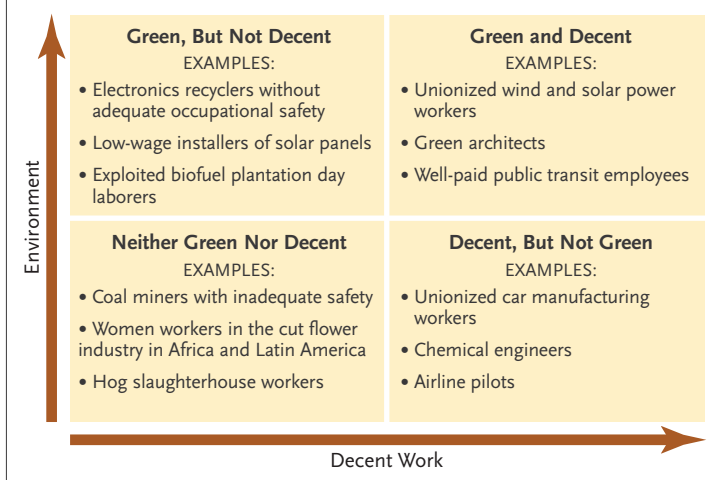 Green, But Not Decent
EXAMPLES:
• Electronics recyclers without
adequate occupational safety
• Low-wage installers of solar panels
• Exploited biofuel plantation day
laborers
Green and Decent
EXAMPLES:
• Unionized wind and solar power
workers
• Green architects
• Well-paid public transit employees
Neither Green Nor Decent
EXAMPLES:
• Coal miners with inadequate safety
• Women workers in the cut flower
industry in Africa and Latin America
• Hog slaughterhouse workers
Decent, But Not Green
EXAMPLES:
• Unionized car manufacturing
workers
• Chemical engineers
• Airline pilots
Environment
Decent Work